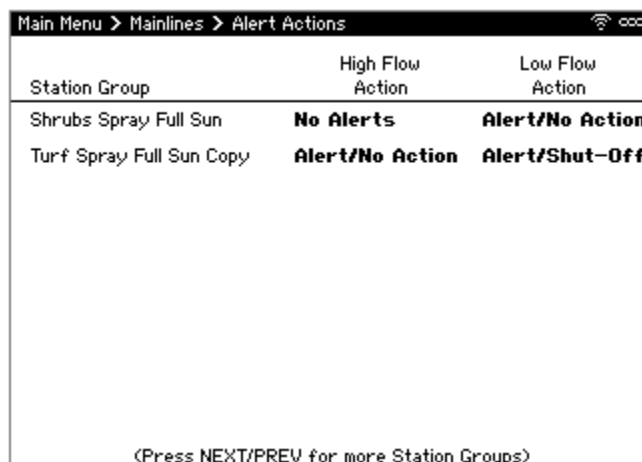 Main Menu > Mainlines > Alert Actions
High Flow Low Flow
Station Group Action Action
Shrubs Spray Full Sun No Alerts Alert/No Action
Turf Spray Full Sun Copy Alert/No Action Alert/Shut-Off
(Press NEXT/PREV for more Station Groups)